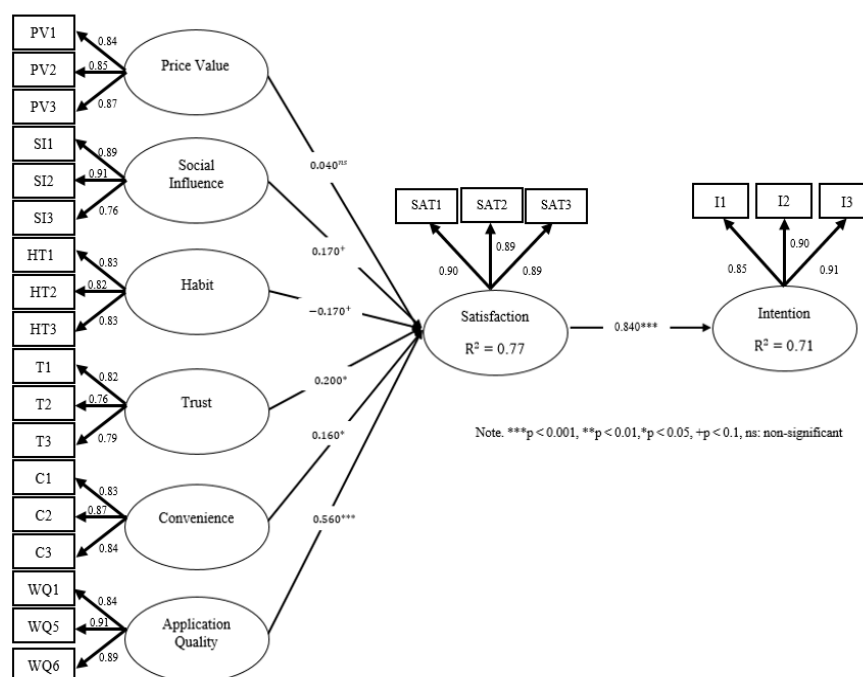 PV1
0.84
PV2
0.85
PV3
0.87
Price Value
SI1
0.89
SI2
0.91
SI3
0.76
Social
Influence
HT1
0.83
HT2
0.82
HT3
0.83
Habit
T1
0.82
T2
0.76
T3
0.79
Trust
C1
0.83
C2
0.87
C3
0.84
Convenience
WQ1
0.84
WQ5
0.91
WQ6
0.89
Application
Quality
0.040ⁿˢ
0.170⁺
−0.170⁺
0.200*
0.160*
0.560***
SAT1
SAT2
SAT3
0.90
0.89
0.89
Satisfaction
R² = 0.77
0.840***
I1
I2
I3
0.85
0.90
0.91
Intention
R² = 0.71
Note. ***p < 0.001, **p < 0.01,*p < 0.05, +p < 0.1, ns: non-significant